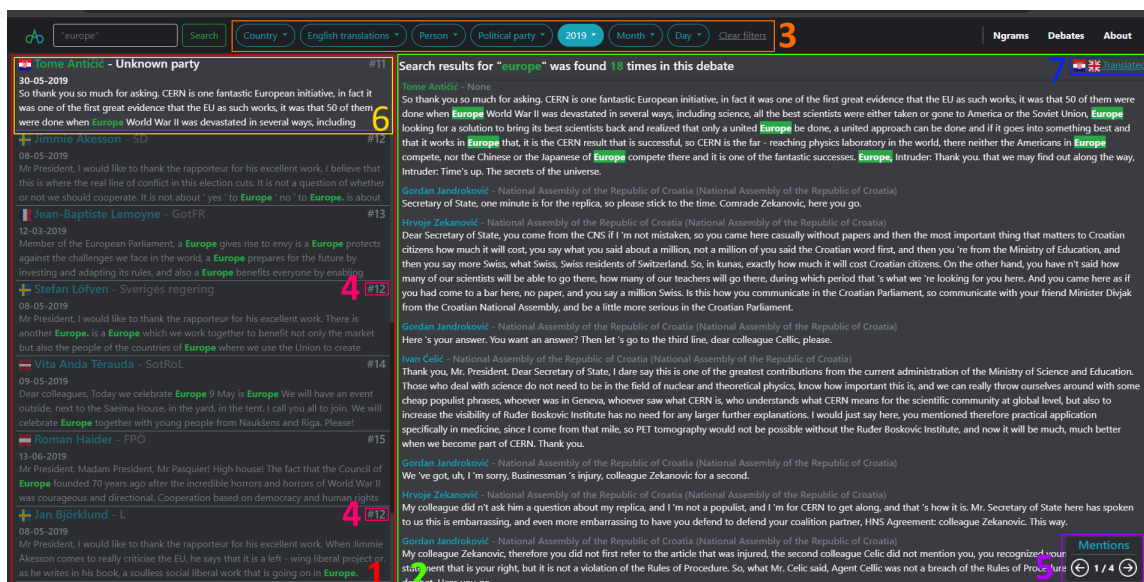 "europe" Search Country English translations Person Political party 2019 Month Day Clear filters 3 Ngrams Debates About
Tome Antičić - Unknown party #11
30-05-2019
So thank you so much for asking. CERN is one fantastic European initiative, in fact it
was one of the first great evidence that the EU as such works, it was that 50 of them
were done when Europe World War II was devastated in several ways, including
6
Jimmie Åkesson - SD #12
08-05-2019
Mr President, I would like to thank the rapporteur for his excellent work. I believe that
this is where the real line of conflict in this election cuts. It is not a question of whether
or not we should cooperate. It is not about ' yes ' to Europe ' no ' to Europe. is about
Jean-Baptiste Lemoyne - GotFR #13
12-03-2019
Member of the European Parliament, a Europe gives rise to envy is a Europe protects
against the challenges we face in the world, a Europe prepares for the future by
investing and adapting its rules, and also a Europe benefits everyone by enabling
Stefan Löfven - Sveriges regering 4 #12
08-05-2019
Mr President, I would like to thank the rapporteur for his excellent work. There is
another Europe. is a Europe which we work together to benefit not only the market
but also the people of the countries of Europe where we use the Union to create
Vita Anda Tērauda - SotRoL #14
09-05-2019
Dear colleagues, Today we celebrate Europe 9 May is Europe We will have an event
outside, next to the Saeima House, in the yard, in the tent. I call you all to join. We will
celebrate Europe together with young people from Naukšens and Riga. Please!
Roman Haider - FPÖ #15
13-06-2019
Mr President, Madam President, Mr Pasquier! High house! The fact that the Council of
Europe founded 70 years ago after the incredible horrors and horrors of World War II
was courageous and directional. Cooperation based on democracy and human rights
Jan Björklund - L 4 #12
08-05-2019
Mr President, I would like to thank the rapporteur for his excellent work. When Jimmie
Åkesson comes to really criticise the EU, he says that it is a left - wing liberal project or,
as he writes in his book, a soulless social liberal work that is going on in Europe.
1
Search results for "europe" was found 18 times in this debate 7 Translated
Tome Antičić - None
So thank you so much for asking. CERN is one fantastic European initiative, in fact it was one of the first great evidence that the EU as such works, it was that 50 of them were
done when Europe World War II was devastated in several ways, including science, all the best scientists were either taken or gone to America or the Soviet Union, Europe
looking for a solution to bring its best scientists back and realized that only a united Europe be done, a united approach can be done and if it goes into something best and
that it works in Europe that, it is the CERN result that is successful, so CERN is the far - reaching physics laboratory in the world, there neither the Americans in Europe
compete, nor the Chinese or the Japanese of Europe compete there and it is one of the fantastic successes. Europe, Intruder: Thank you. that we may find out along the way,
Intruder: Time's up. The secrets of the universe.
Gordan Jandroković - National Assembly of the Republic of Croatia (National Assembly of the Republic of Croatia)
Secretary of State, one minute is for the replica, so please stick to the time. Comrade Zekanovic, here you go.
Hrvoje Zekanović - National Assembly of the Republic of Croatia (National Assembly of the Republic of Croatia)
Dear Secretary of State, you come from the CNS if I 'm not mistaken, so you came here casually without papers and then the most important thing that matters to Croatian
citizens how much it will cost, you say what you said about a million, not a million of you said the Croatian word first, and then you 're from the Ministry of Education, and
then you say more Swiss, what Swiss, Swiss residents of Switzerland. So, in kunas, exactly how much it will cost Croatian citizens. On the other hand, you have n't said how
many of our scientists will be able to go there, how many of our teachers will go there, during which period that 's what we 're looking for you here. And you came here as if
you had come to a bar here, no paper, and you say a million Swiss. Is this how you communicate in the Croatian Parliament, so communicate with your friend Minister Divjak
from the Croatian National Assembly, and be a little more serious in the Croatian Parliament.
Gordan Jandroković - National Assembly of the Republic of Croatia (National Assembly of the Republic of Croatia)
Here 's your answer. You want an answer? Then let 's go to the third line, dear colleague Cellic, please.
Ivan Ćelić - National Assembly of the Republic of Croatia (National Assembly of the Republic of Croatia)
Thank you, Mr. President. Dear Secretary of State, I dare say this is one of the greatest contributions from the current administration of the Ministry of Science and Education.
Those who deal with science do not need to be in the field of nuclear and theoretical physics, know how important this is, and we can really throw ourselves around with some
cheap populist phrases, whoever was in Geneva, whoever saw what CERN is, who understands what CERN means for the scientific community at global level, but also to
increase the visibility of Ruđer Boskovic Institute has no need for any larger further explanations. I would just say here, you mentioned therefore practical application
specifically in medicine, since I come from that mile, so PET tomography would not be possible without the Ruđer Boskovic Institute, and now it will be much, much better
when we become part of CERN. Thank you.
Gordan Jandroković - National Assembly of the Republic of Croatia (National Assembly of the Republic of Croatia)
We 've got, uh, I 'm sorry, Businessman 's injury, colleague Zekanovic for a second.
Hrvoje Zekanović - National Assembly of the Republic of Croatia (National Assembly of the Republic of Croatia)
My colleague did n't ask him a question about my replica, and I 'm not a populist, and I 'm for CERN to get along, and that 's how it is. Mr. Secretary of State here has spoken
to us this is embarrassing, and even more embarrassing to have you defend to defend your coalition partner, HNS Agreement: colleague Zekanovic. This way.
Gordan Jandroković - National Assembly of the Republic of Croatia (National Assembly of the Republic of Croatia)
My colleague Zekanovic, therefore you did not first refer to the article that was injured, the second colleague Celic did not mention you, you recognized your
statement that is your right, but it is not a violation of the Rules of Procedure. So, what Mr. Celic said, Agent Cellic was not a breach of the Rules of Procedure
2
5 Mentions
1 / 4